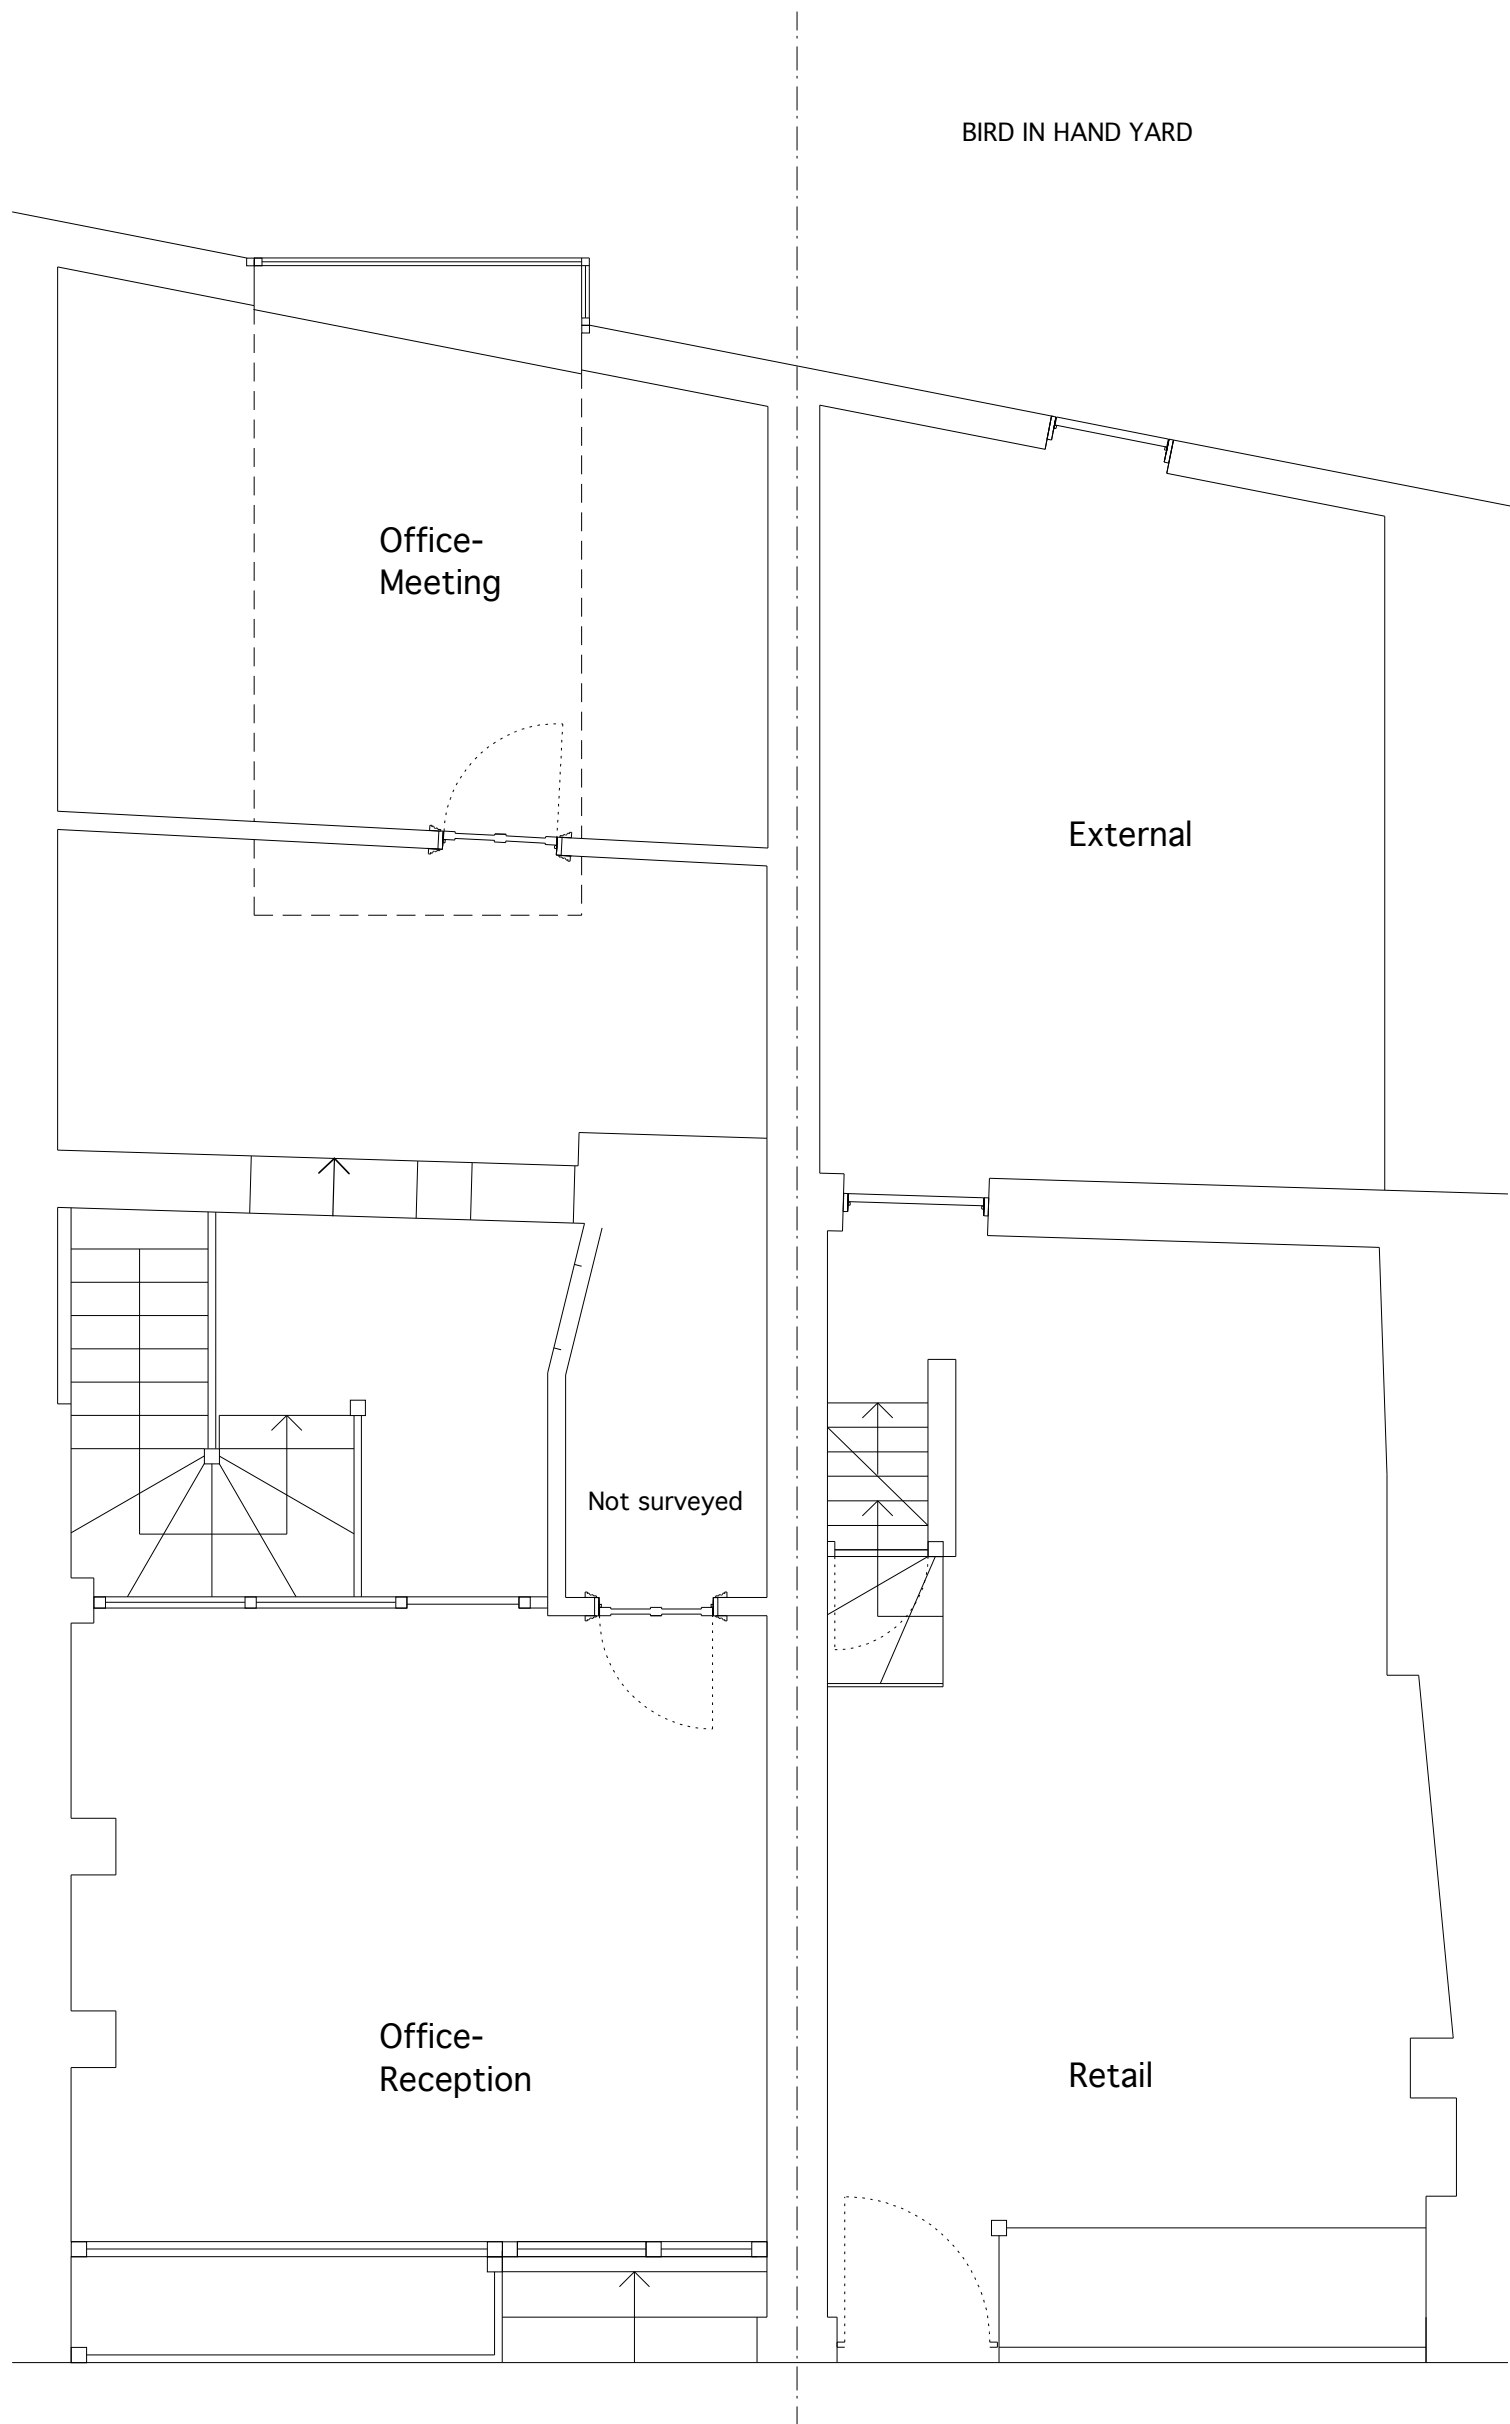 BIRD IN HAND YARD
Office-
Meeting
External
Not surveyed
Office-
Reception
Retail